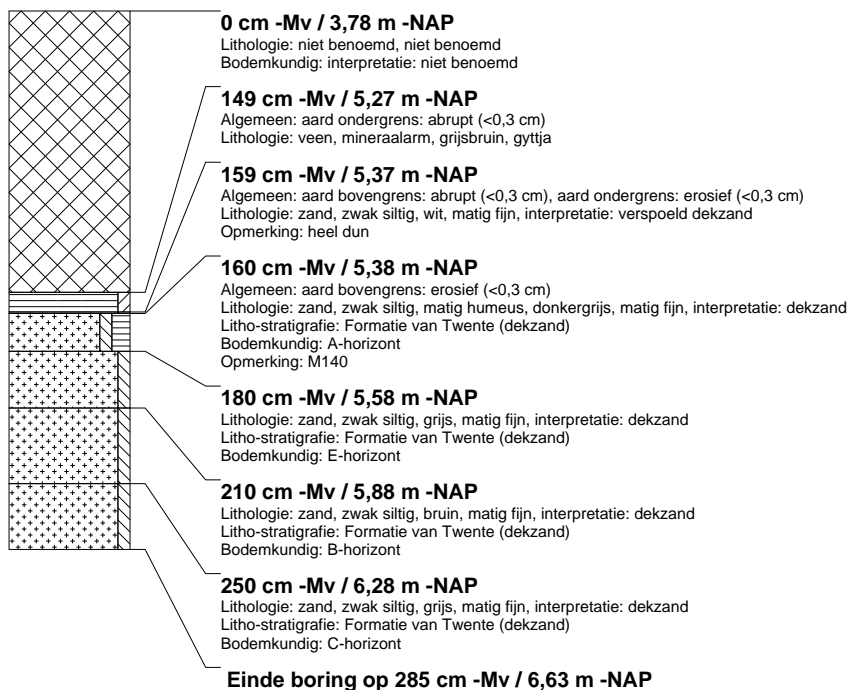 0 cm -Mv / 3,78 m -NAP
Lithologie: niet benoemd, niet benoemd
Bodemkundig: interpretatie: niet benoemd
149 cm -Mv / 5,27 m -NAP
Algemeen: aard ondergrens: abrupt (<0,3 cm)
Lithologie: veen, mineraalarm, grijsbruin, gyttja
159 cm -Mv / 5,37 m -NAP
Algemeen: aard bovengrens: abrupt (<0,3 cm), aard ondergrens: erosief (<0,3 cm)
Lithologie: zand, zwak siltig, wit, matig fijn, interpretatie: verspoeld dekzand
Opmerking: heel dun
160 cm -Mv / 5,38 m -NAP
Algemeen: aard bovengrens: erosief (<0,3 cm)
Lithologie: zand, zwak siltig, matig humeus, donkergrijs, matig fijn, interpretatie: dekzand
Litho-stratigrafie: Formatie van Twente (dekzand)
Bodemkundig: A-horizont
Opmerking: M140
180 cm -Mv / 5,58 m -NAP
Lithologie: zand, zwak siltig, grijs, matig fijn, interpretatie: dekzand
Litho-stratigrafie: Formatie van Twente (dekzand)
Bodemkundig: E-horizont
210 cm -Mv / 5,88 m -NAP
Lithologie: zand, zwak siltig, bruin, matig fijn, interpretatie: dekzand
Litho-stratigrafie: Formatie van Twente (dekzand)
Bodemkundig: B-horizont
250 cm -Mv / 6,28 m -NAP
Lithologie: zand, zwak siltig, grijs, matig fijn, interpretatie: dekzand
Litho-stratigrafie: Formatie van Twente (dekzand)
Bodemkundig: C-horizont
Einde boring op 285 cm -Mv / 6,63 m -NAP